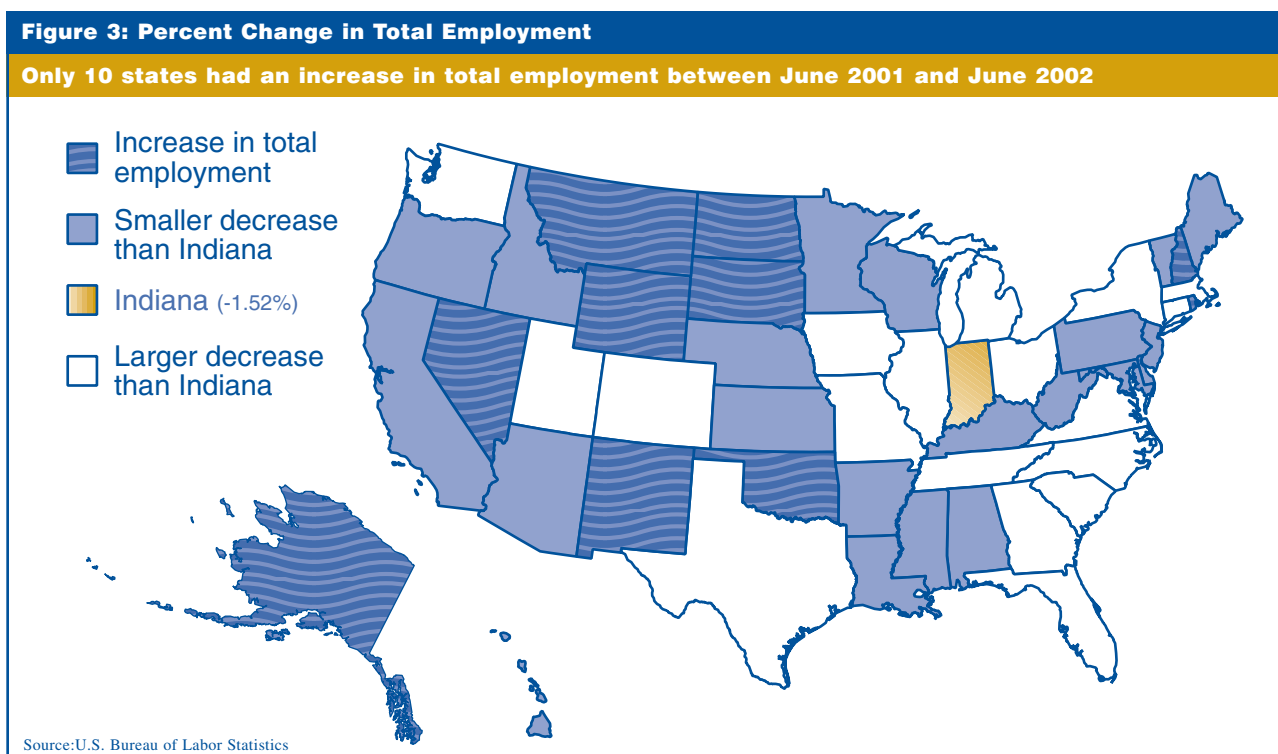 Figure 3: Percent Change in Total Employment
Only 10 states had an increase in total employment between June 2001 and June 2002
Increase in total
employment
Smaller decrease
than Indiana
Indiana (-1.52%)
Larger decrease
than Indiana
Source:U.S. Bureau of Labor Statistics